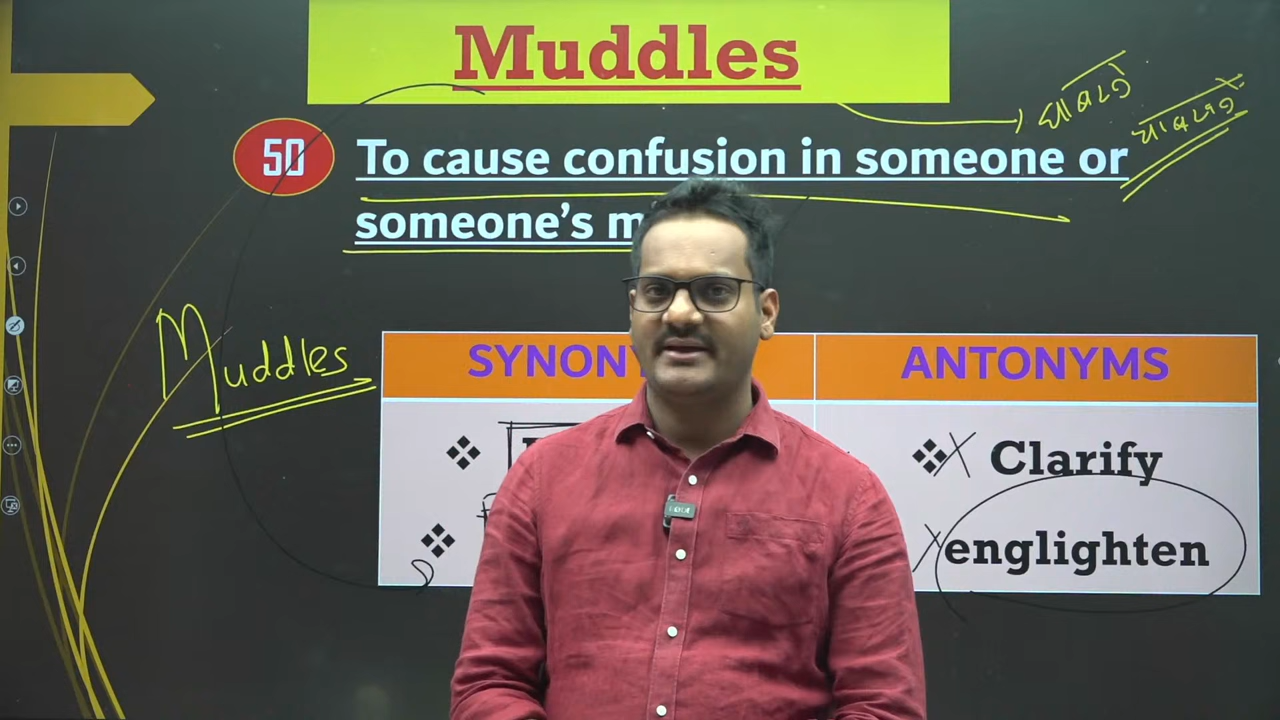 Muddles
50 To cause confusion in someone or
someone's m
Muddles
SYNONY ANTONYMS
Clarify
englighten